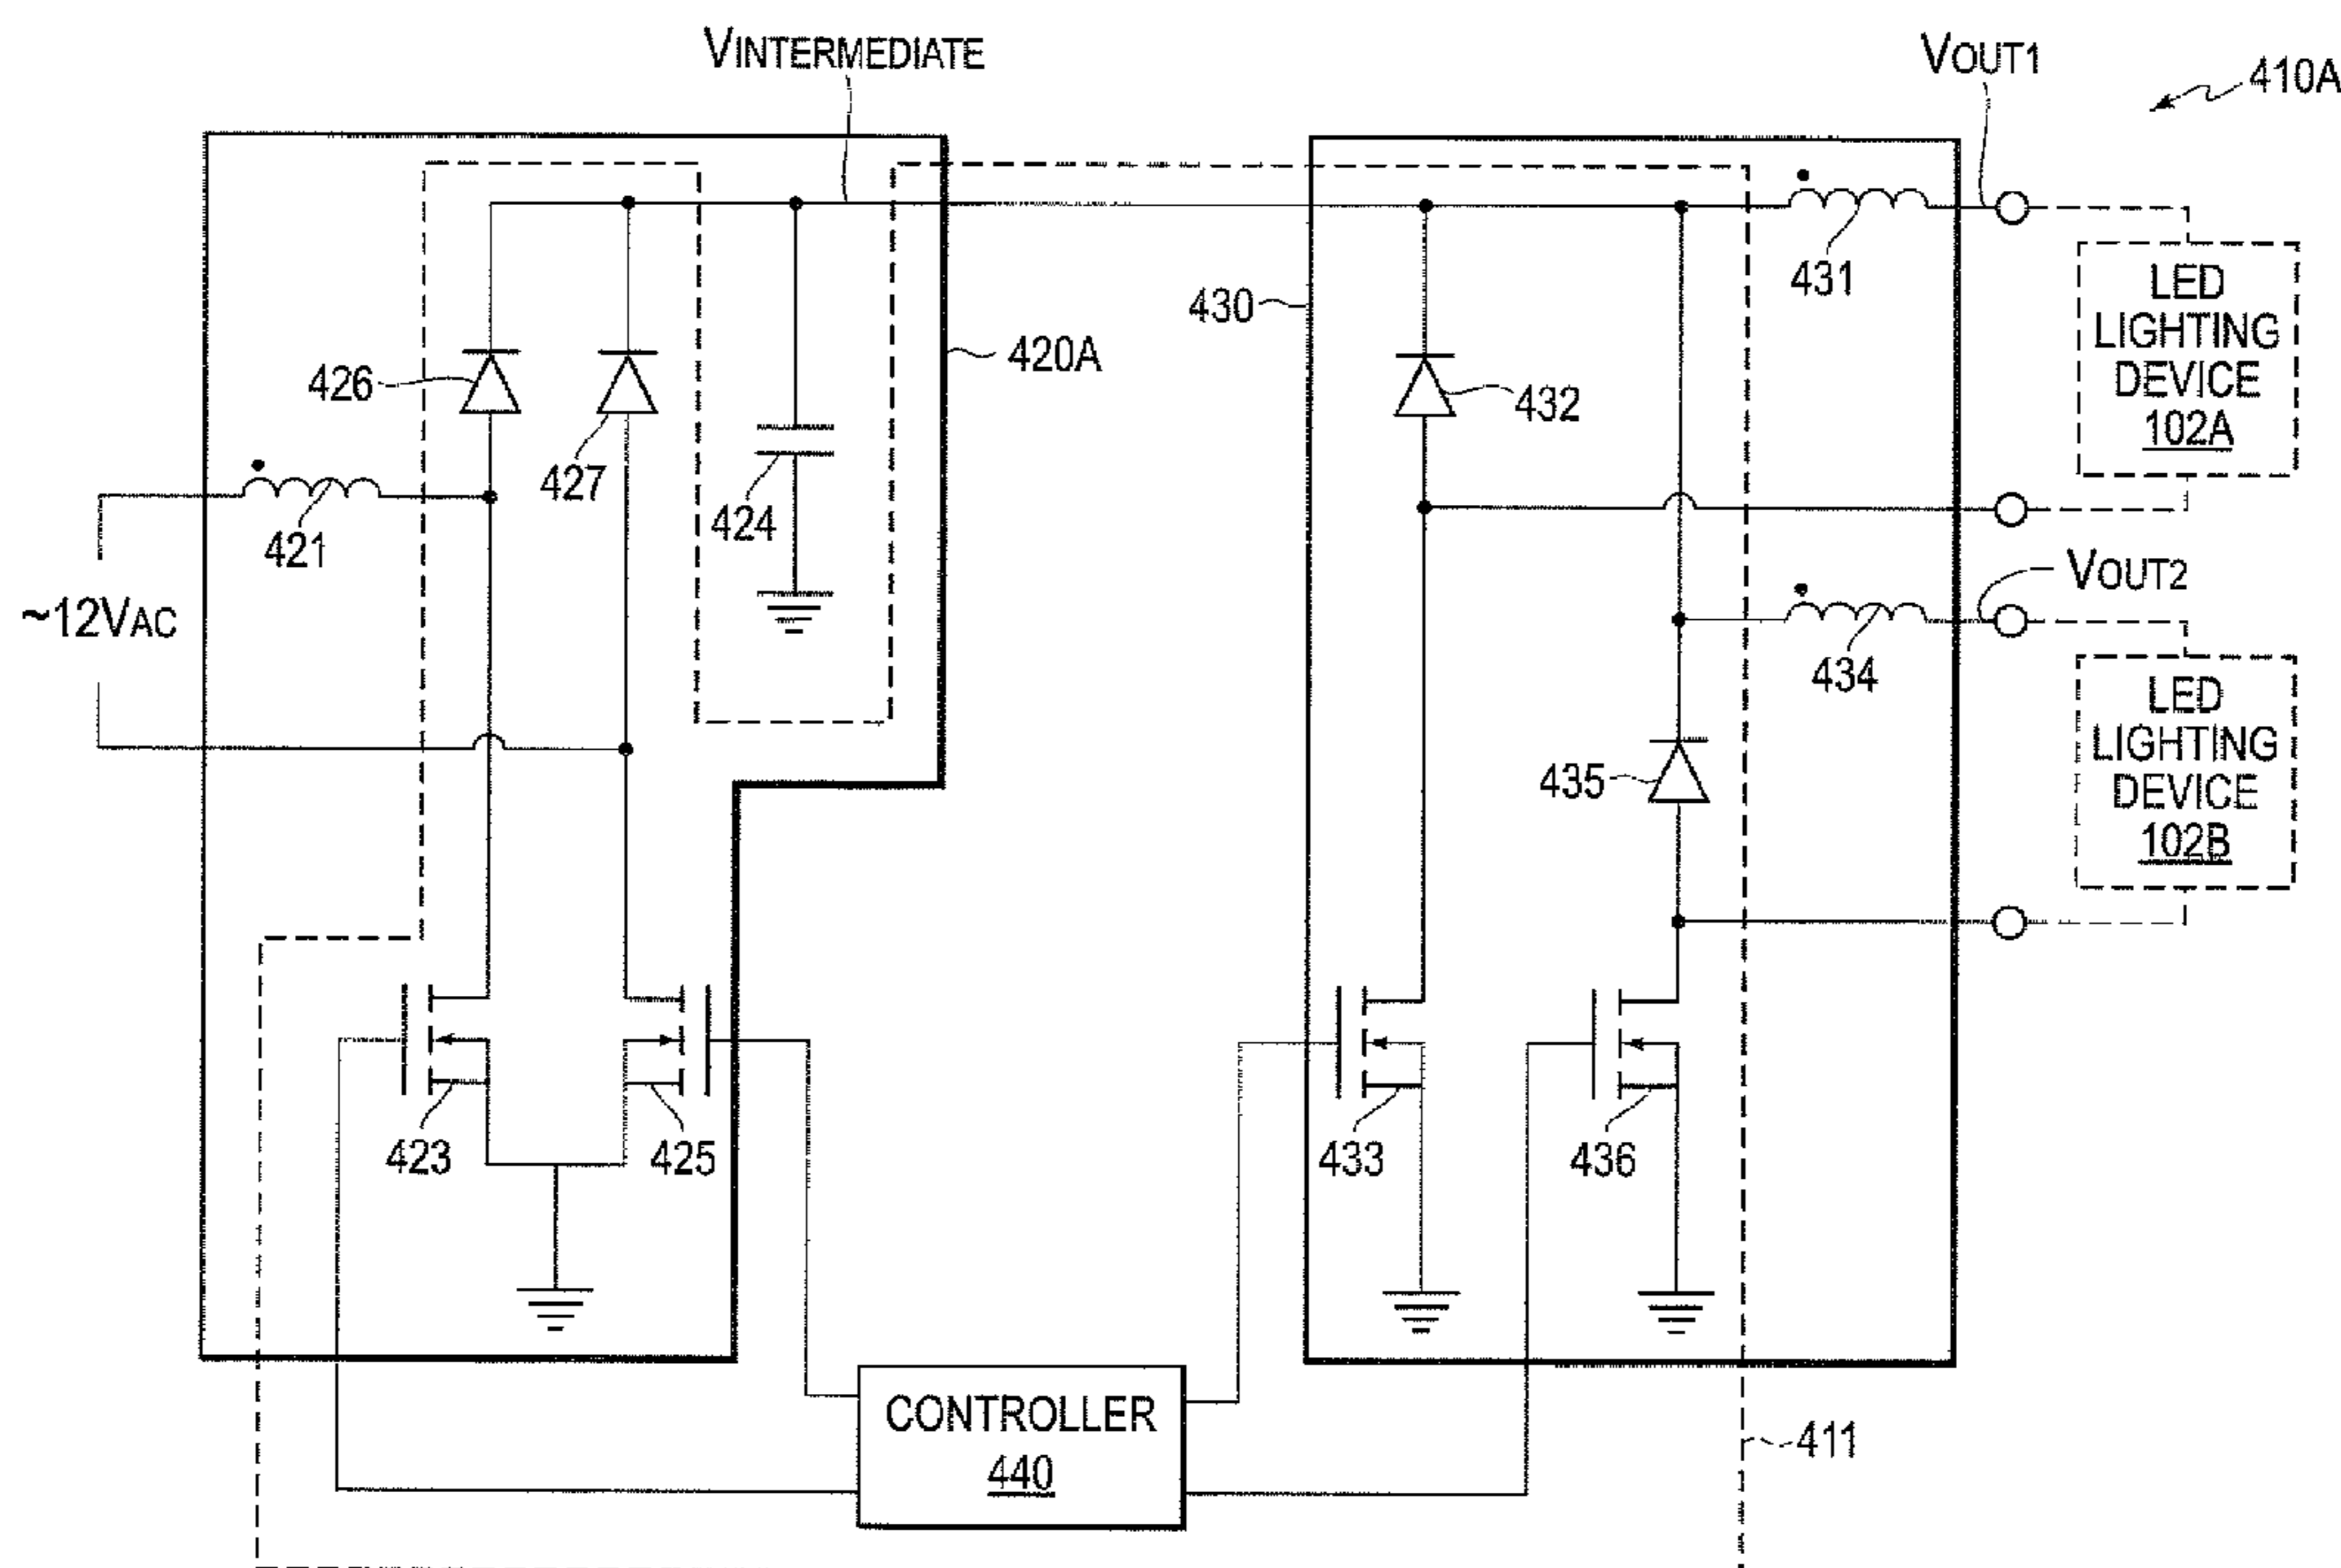 VINTERMEDIATE
VOUT1
410A
430
420A
431
LED
LIGHTING
DEVICE
102A
426
432
427
421
424
~12VAC
VOUT2
434
LED
LIGHTING
DEVICE
102B
435
423
425
433
436
CONTROLLER
440
411